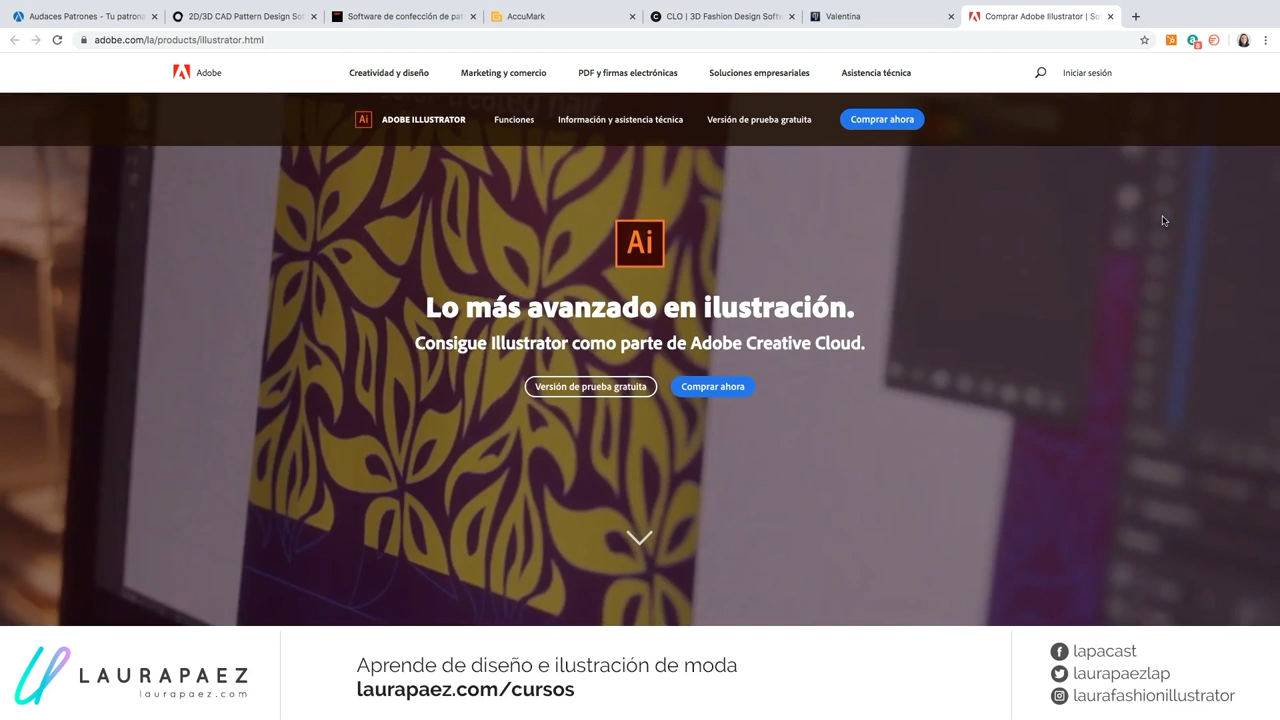 Audaces Patrones - Tu patrona
2D/3D CAD Pattern Design Sof
Software de confección de pat
AccuMark
CLO | 3D Fashion Design Softw
Valentina
Comprar Adobe Illustrator | So
adobe.com/la/products/illustrator.html
Adobe
Creatividad y diseño
Marketing y comercio
PDF y firmas electrónicas
Soluciones empresariales
Asistencia técnica
Iniciar sesión
Ai
ADOBE ILLUSTRATOR
Funciones
Información y asistencia técnica
Versión de prueba gratuita
Comprar ahora
Ai
Lo más avanzado en ilustración.
Consigue Illustrator como parte de Adobe Creative Cloud.
Versión de prueba gratuita
Comprar ahora
LAURAPAEZ
laurapaez.com
Aprende de diseño e ilustración de moda
laurapaez.com/cursos
lapacast
laurapaezlap
laurafashionillustrator